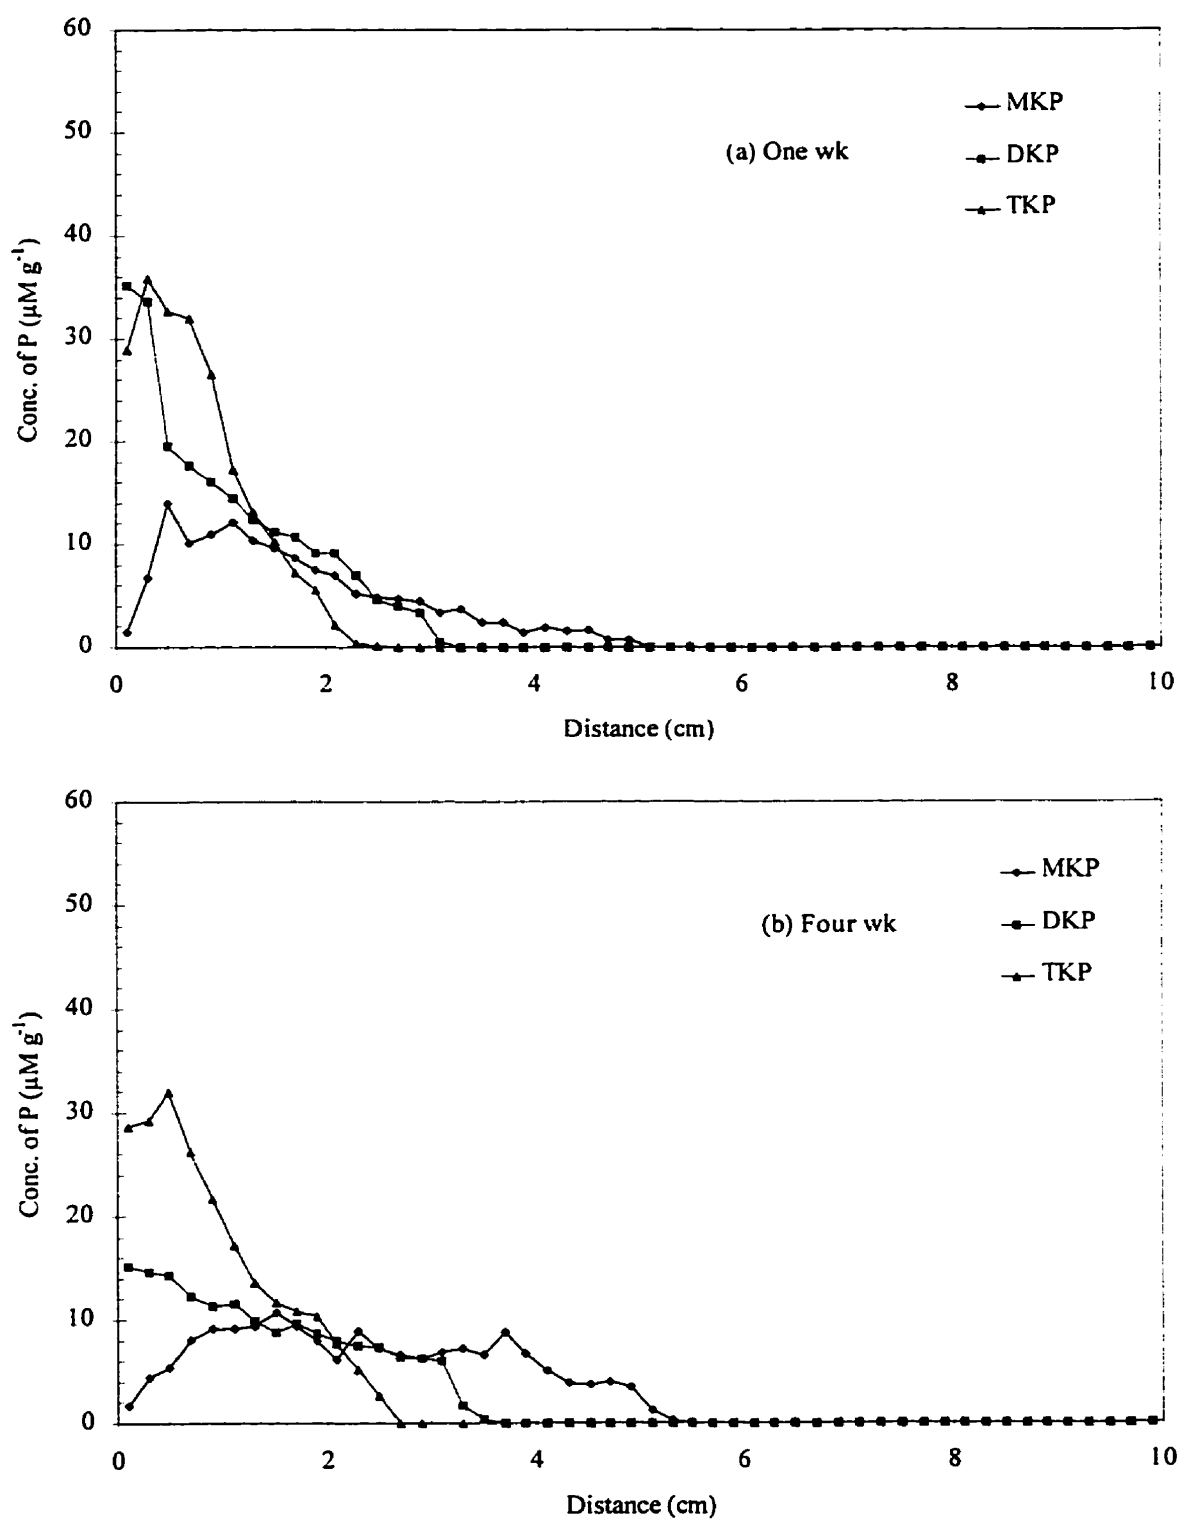 60
50
40
30
20
10
0
Conc. of P (µM g⁻¹)
(a) One wk
MKP
DKP
TKP
0 2 4 6 8 10
Distance (cm)
60
50
40
30
20
10
0
Conc. of P (µM g⁻¹)
(b) Four wk
MKP
DKP
TKP
0 2 4 6 8 10
Distance (cm)